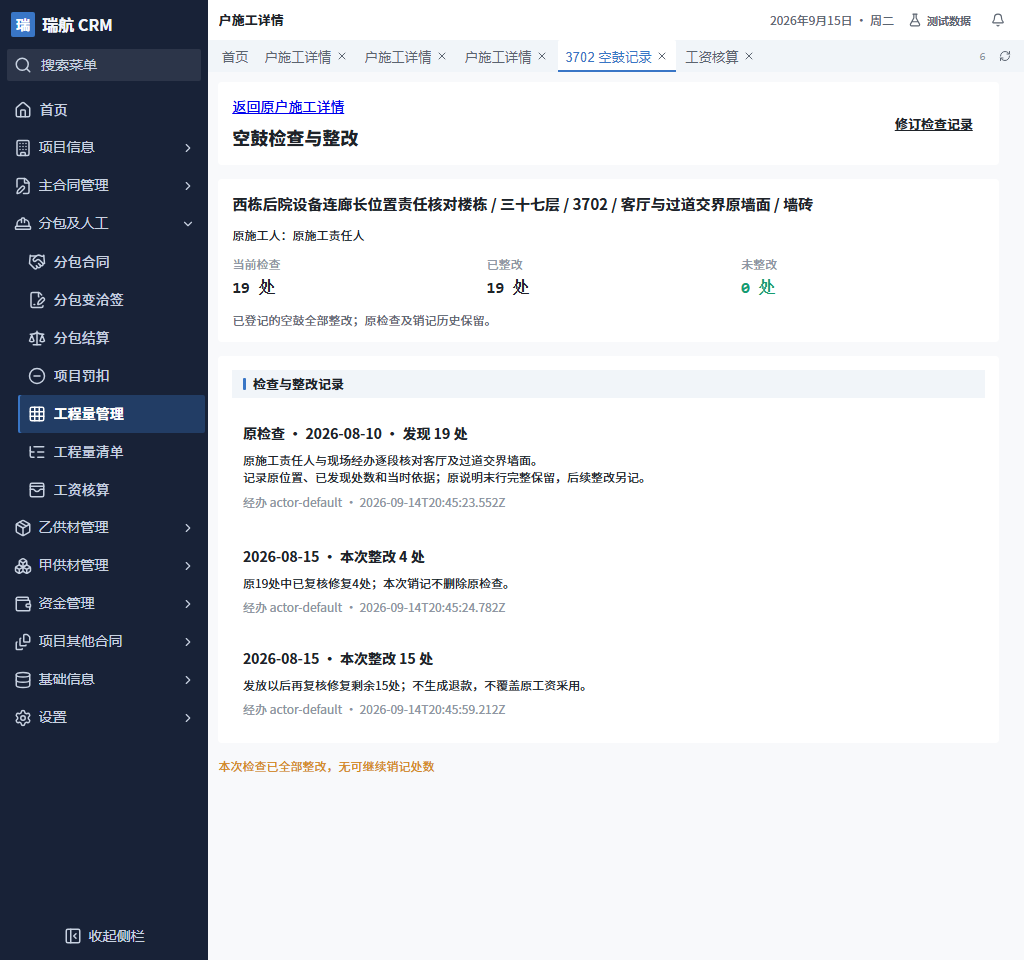 瑞 瑞航 CRM
搜索菜单
首页
项目信息
主合同管理
分包及人工
分包合同
分包变洽签
分包结算
项目罚扣
工程量管理
工程量清单
工资核算
乙供材管理
甲供材管理
资金管理
项目其他合同
基础信息
设置
收起侧栏
户施工详情
2026年9月15日 · 周二 测试数据
首页 户施工详情 户施工详情 户施工详情 3702 空鼓记录 工资核算 6
返回原户施工详情
空鼓检查与整改
修订检查记录
西栋后院设备连廊长位置责任核对楼栋 / 三十七层 / 3702 / 客厅与过道交界原墙面 / 墙砖
原施工人：原施工责任人
当前检查 已整改 未整改
19 处 19 处 0 处
已登记的空鼓全部整改；原检查及销记历史保留。
检查与整改记录
原检查 · 2026-08-10 · 发现 19 处
原施工责任人与现场经办逐段核对客厅及过道交界墙面。
记录原位置、已发现处数和当时依据；原说明末行完整保留，后续整改另记。
经办 actor-default · 2026-09-14T20:45:23.552Z
2026-08-15 · 本次整改 4 处
原19处中已复核修复4处；本次销记不删除原检查。
经办 actor-default · 2026-09-14T20:45:24.782Z
2026-08-15 · 本次整改 15 处
发放以后再复核修复剩余15处；不生成退款，不覆盖原工资采用。
经办 actor-default · 2026-09-14T20:45:59.212Z
本次检查已全部整改，无可继续销记处数